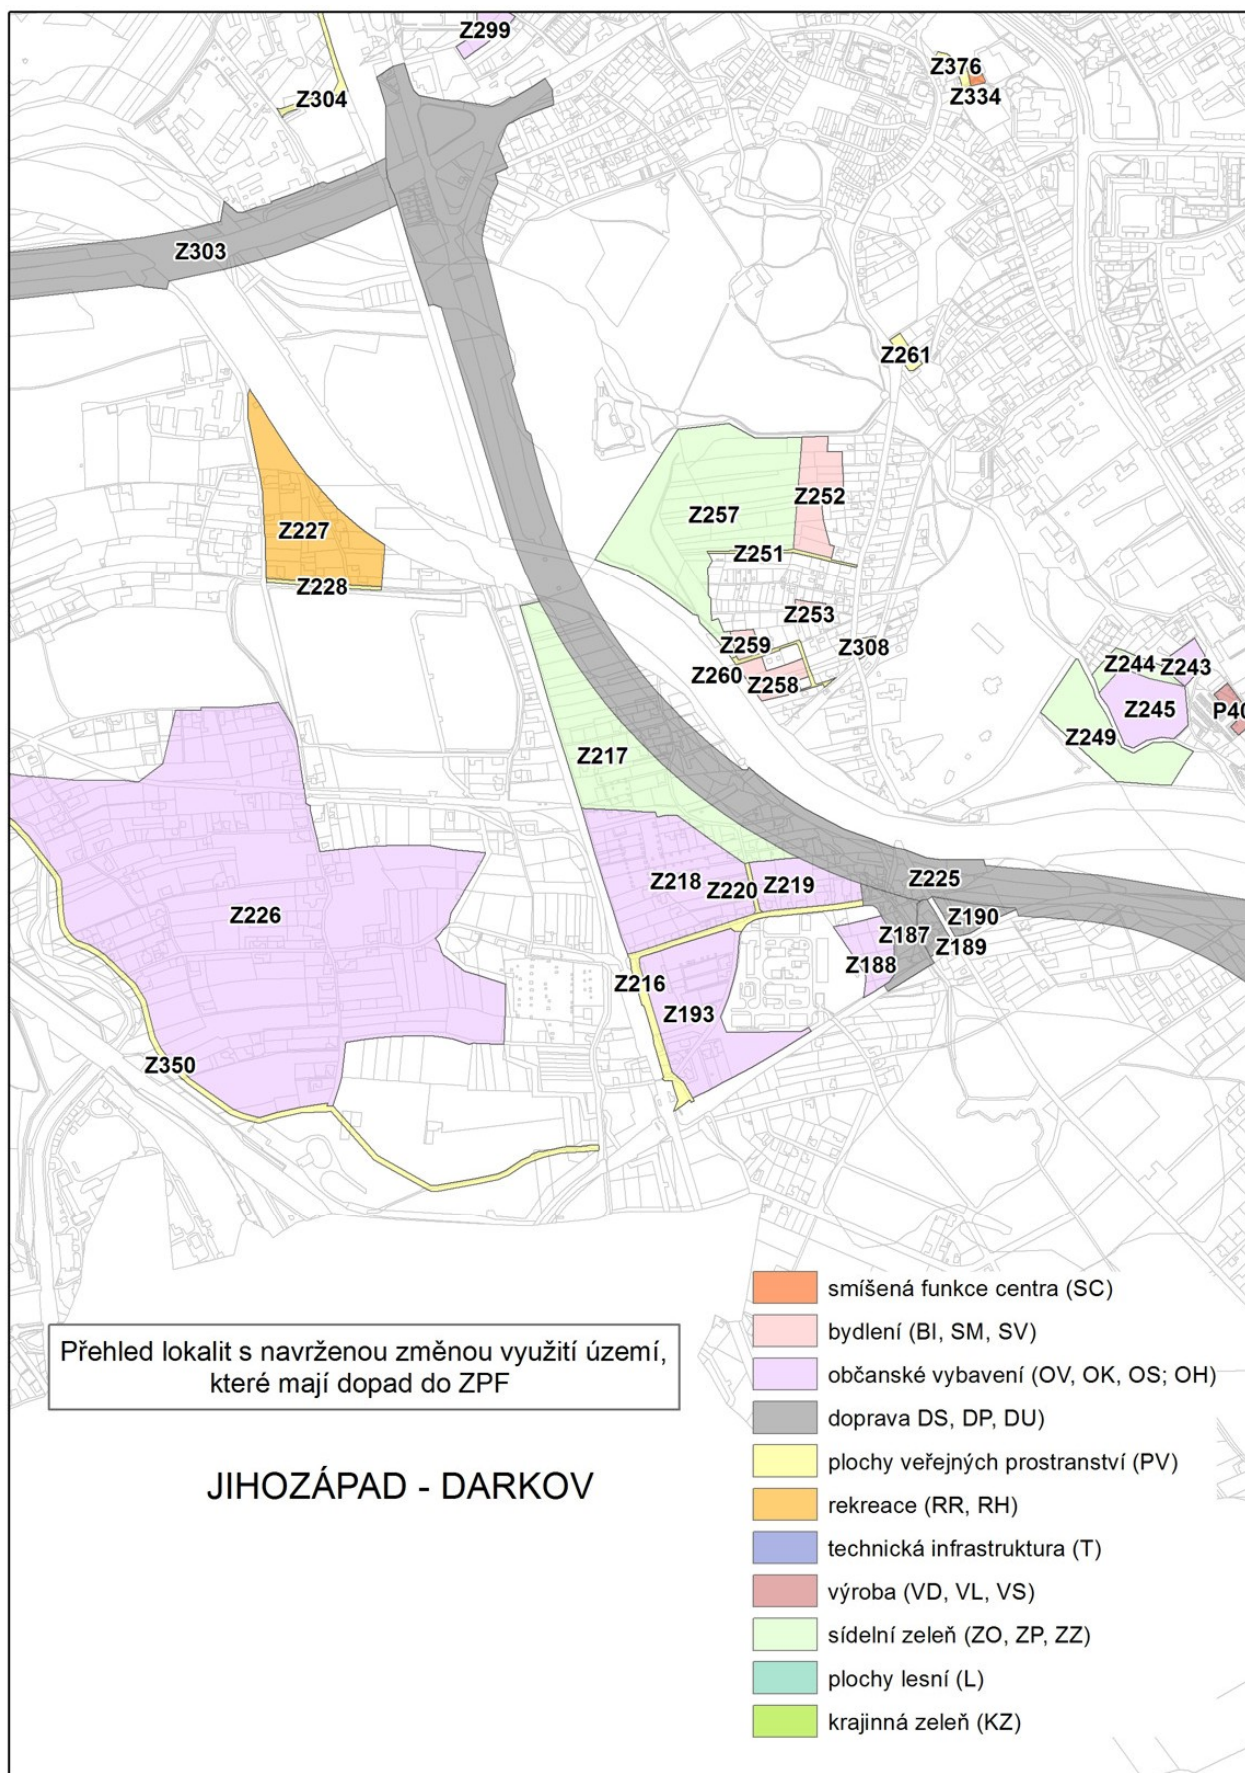 Z299
Z376
Z304
Z334
Z303
Z261
Z252
Z257
Z227
Z251
Z228
Z253
Z259
Z308
Z260
Z258
Z244
Z243
Z245
P40
Z249
Z217
Z218
Z220
Z219
Z225
Z226
Z190
Z187
Z189
Z188
Z216
Z193
Z350
smíšená funkce centra (SC)
bydlení (BI, SM, SV)
občanské vybavení (OV, OK, OS; OH)
doprava DS, DP, DU)
plochy veřejných prostranství (PV)
rekreace (RR, RH)
technická infrastruktura (T)
výroba (VD, VL, VS)
sídelní zeleň (ZO, ZP, ZZ)
plochy lesní (L)
krajinná zeleň (KZ)
Přehled lokalit s navrženou změnou využití území,
které mají dopad do ZPF
JIHOZÁPAD - DARKOV